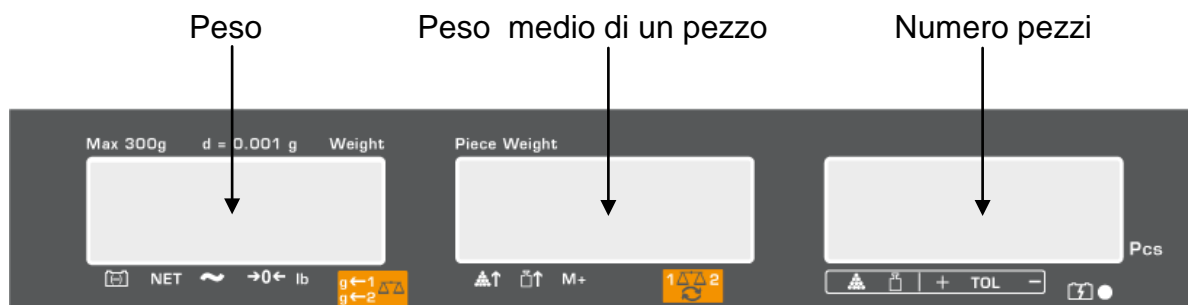 Peso Peso medio di un pezzo Numero pezzi
Max 300g d = 0.001 g Weight Piece Weight
Pcs
NET ~ →0← lb M+ + TOL −
g←1 1 2
g←2